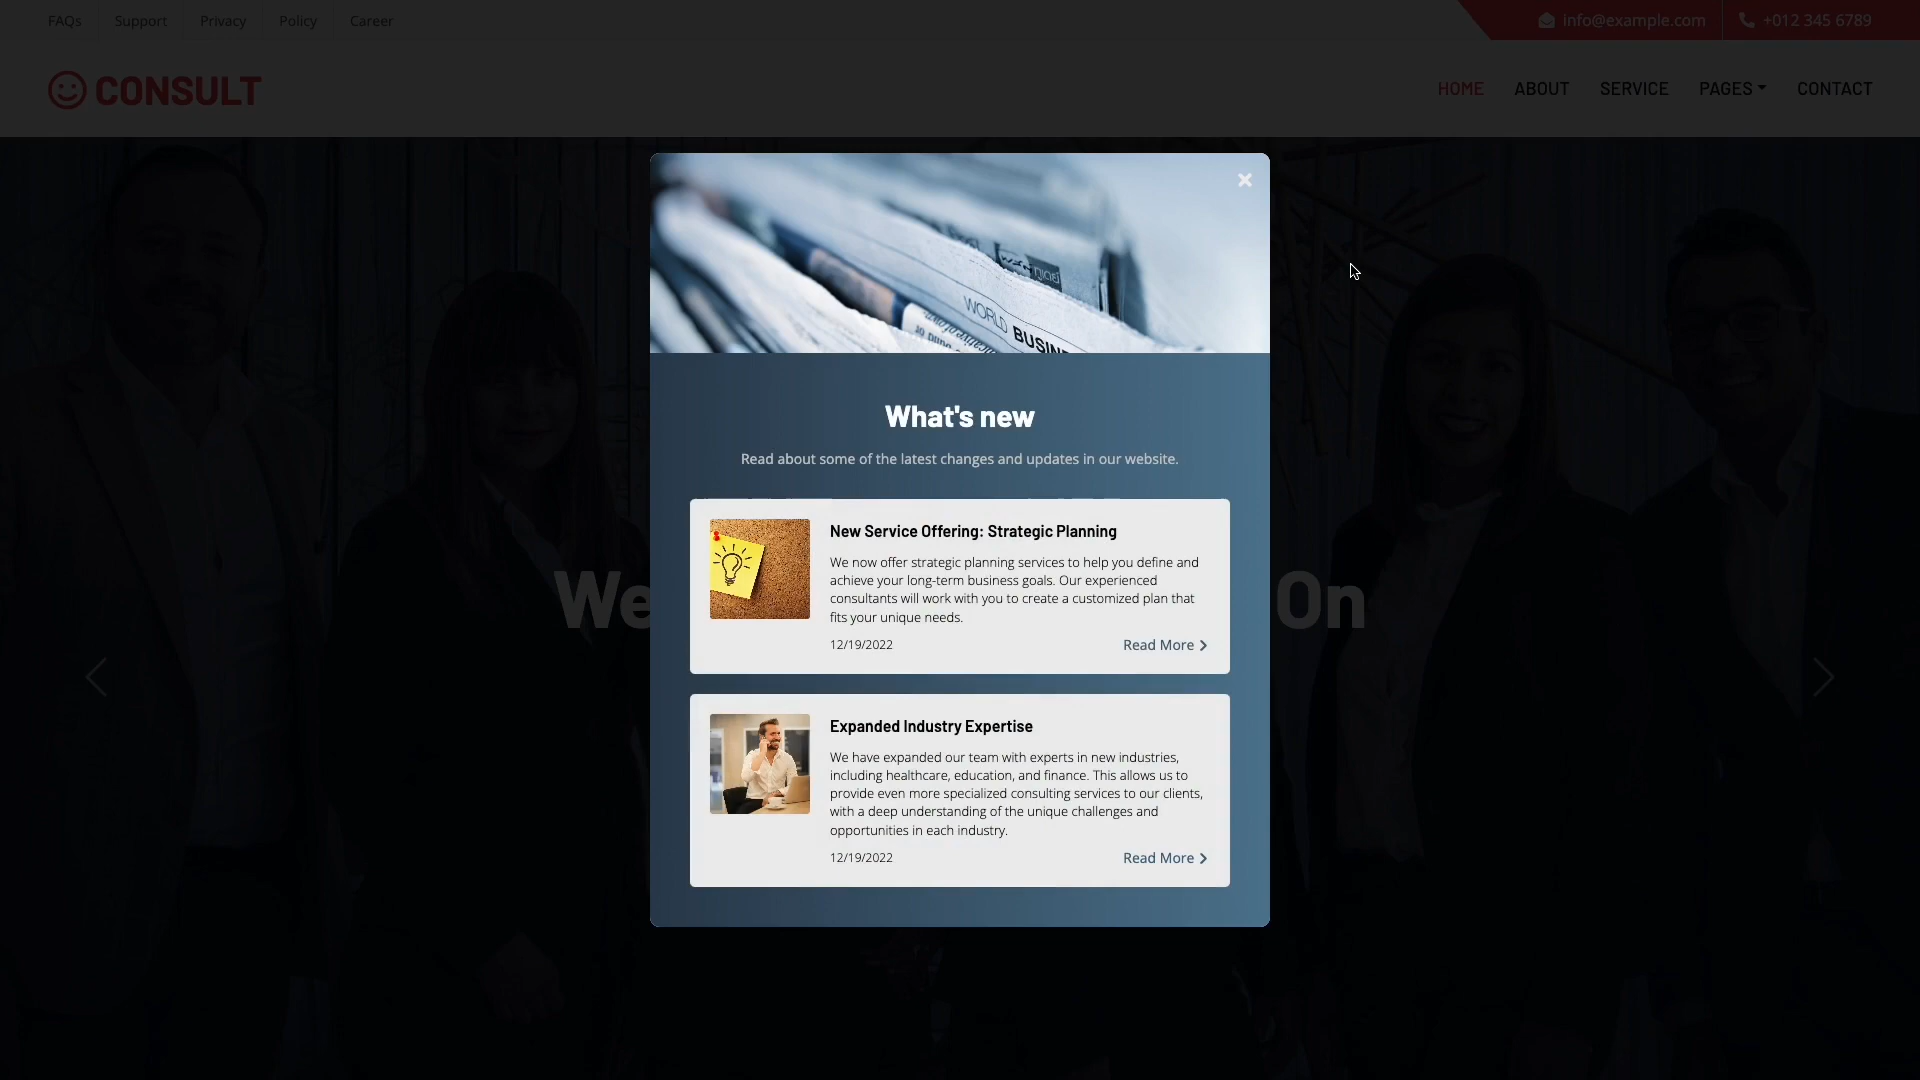 FAQs
Support
Privacy
Policy
Career
info@example.com
+012 345 6789
CONSULT
HOME
ABOUT
SERVICE
PAGES
CONTACT
WORLD
BUSIN
What's new
Read about some of the latest changes and updates in our website.
New Service Offering: Strategic Planning
We now offer strategic planning services to help you define and
achieve your long-term business goals. Our experienced
consultants will work with you to create a customized plan that
fits your unique needs.
12/19/2022
Read More
We
On
Expanded Industry Expertise
We have expanded our team with experts in new industries,
including healthcare, education, and finance. This allows us to
provide even more specialized consulting services to our clients,
with a deep understanding of the unique challenges and
opportunities in each industry.
12/19/2022
Read More